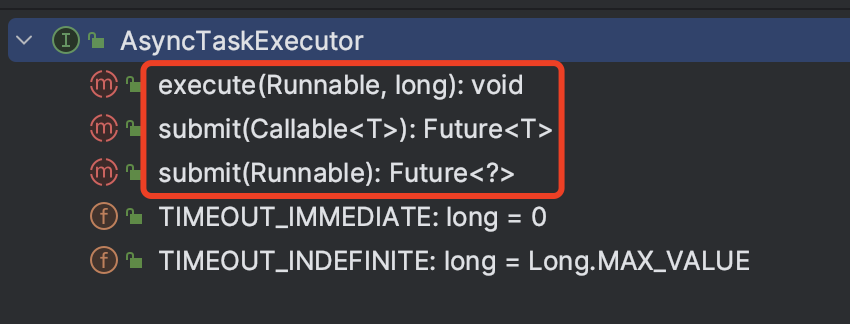 I AsyncTaskExecutor
m execute(Runnable, long): void
m submit(Callable<T>): Future<T>
m submit(Runnable): Future<?>
f TIMEOUT_IMMEDIATE: long = 0
f TIMEOUT_INDEFINITE: long = Long.MAX_VALUE